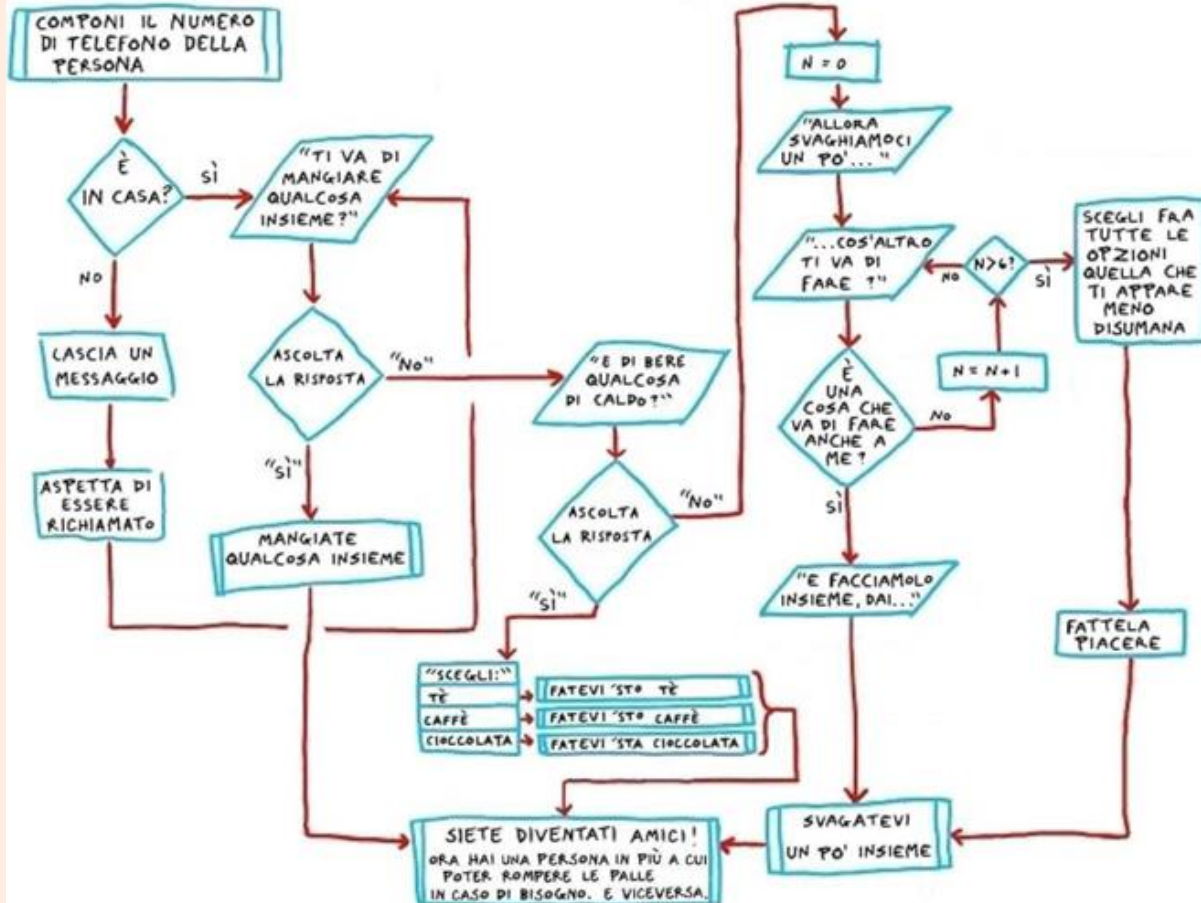 COMPONI IL NUMERO
DI TELEFONO DELLA
PERSONA
È
IN CASA?
SÌ
NO
LASCIA UN
MESSAGGIO
ASPETTA DI
ESSERE
RICHIAMATO
"TI VA DI
MANGIARE
QUALCOSA
INSIEME?"
ASCOLTA
LA RISPOSTA
"NO"
"SÌ"
MANGIATE
QUALCOSA INSIEME
"E DI BERE
QUALCOSA
DI CALDO?"
ASCOLTA
LA RISPOSTA
"NO"
"SÌ"
"SCEGLI:"
TÈ
FATEVI 'STO TÈ
CAFFÈ
FATEVI 'STO CAFFÈ
CIOCCOLATA
FATEVI 'STA CIOCCOLATA
N = 0
"ALLORA
SVAGHIAMOCI
UN PO'..."
"...COS'ALTRO
TI VA DI
FARE ?"
È
UNA
COSA CHE
VA DI FARE
ANCHE A
ME ?
NO
N = N+1
N>6?
NO
SÌ
SCEGLI FRA
TUTTE LE
OPZIONI
QUELLA CHE
TI APPARE
MENO
DISUMANA
FATTELA
PIACERE
SÌ
"E FACCIAMOLO
INSIEME, DAI..."
SVAGATEVI
UN PO' INSIEME
SIETE DIVENTATI AMICI!
ORA HAI UNA PERSONA IN PIÙ A CUI
POTER ROMPERE LE PALLE
IN CASO DI BISOGNO. E VICEVERSA.